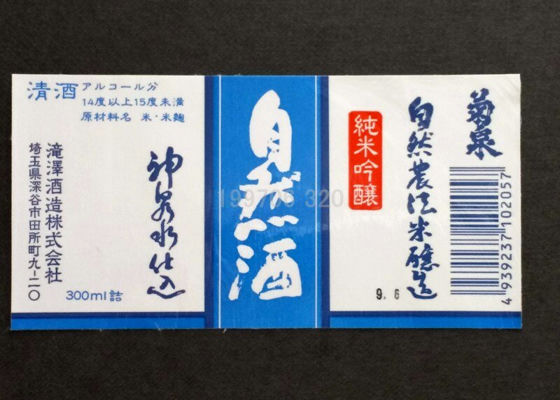 清酒
アルコール分
14度以上15度未満
原材料名 米・米麹
神泉水仕込
滝澤酒造株式会社
埼玉県深谷市田所町九−二〇
300ml詰
自然酒
純米吟醸
菊泉
自然農法米醸造
9.6
4939237102057